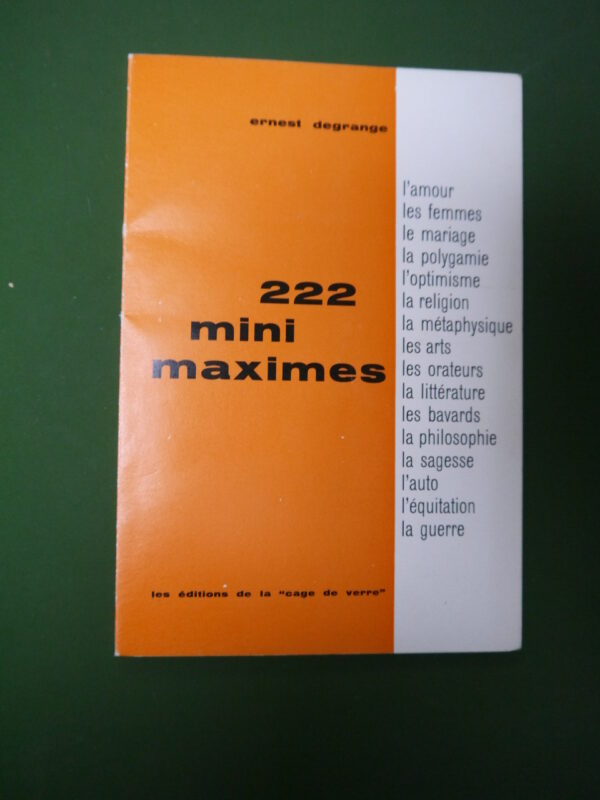 ernest degrange
222
mini
maximes
les éditions de la "cage de verre"
l'amour
les femmes
le mariage
la polygamie
l'optimisme
la religion
la métaphysique
les arts
les orateurs
la littérature
les bavards
la philosophie
la sagesse
l'auto
l'équitation
la guerre